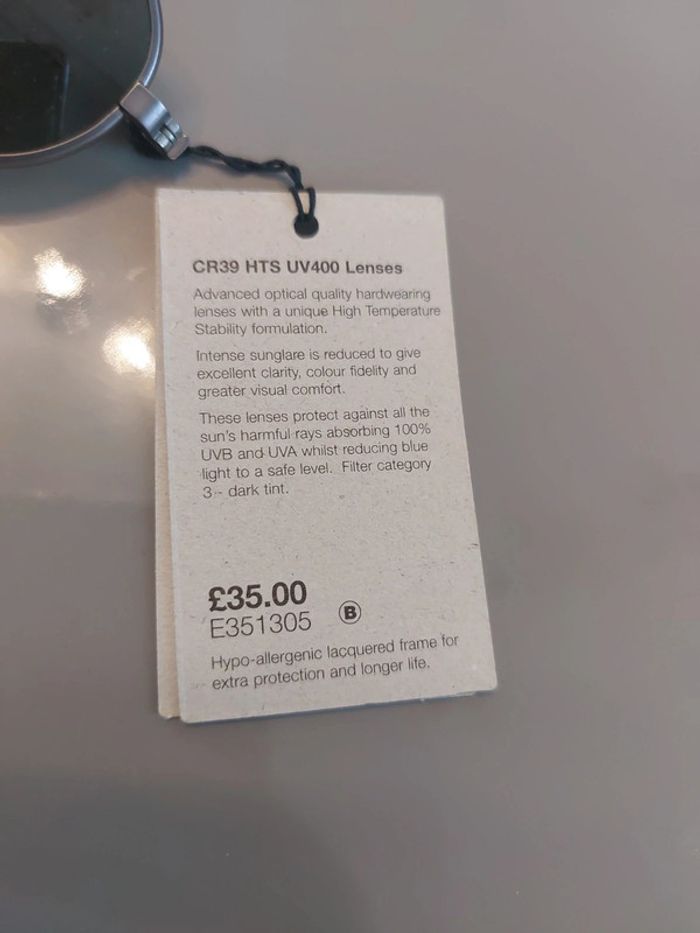 CR39 HTS UV400 Lenses
Advanced optical quality hardwearing
lenses with a unique High Temperature
Stability formulation.
Intense sunglare is reduced to give
excellent clarity, colour fidelity and
greater visual comfort.
These lenses protect against all the
sun's harmful rays absorbing 100%
UVB and UVA whilst reducing blue
light to a safe level. Filter category
3 - dark tint.
£35.00
E351305 B
Hypo-allergenic lacquered frame for
extra protection and longer life.